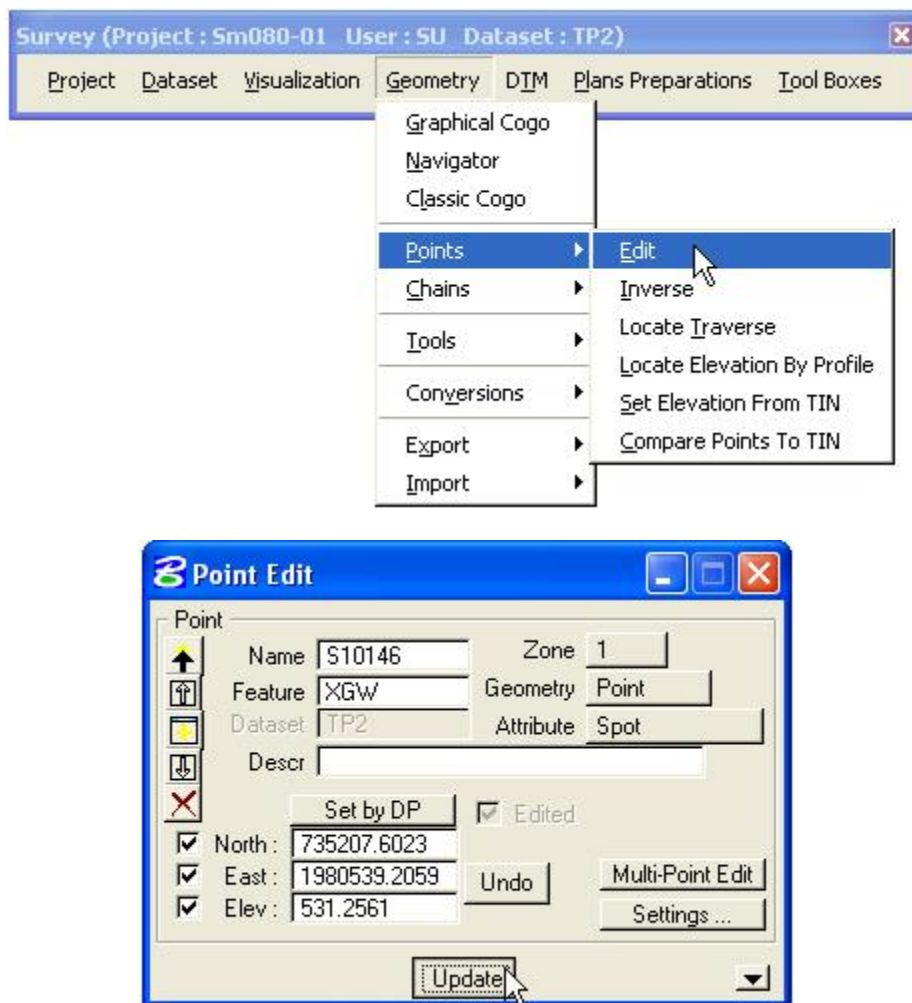 Survey (Project : Sm080-01 User : SU Dataset : TP2)
Project Dataset Visualization Geometry DTM Plans Preparations Tool Boxes
Graphical Cogo
Navigator
Classic Cogo
Points
Chains
Tools
Conversions
Export
Import
Edit
Inverse
Locate Traverse
Locate Elevation By Profile
Set Elevation From TIN
Compare Points To TIN
Point Edit
Point
Name S10146 Zone 1
Feature XGW Geometry Point
Dataset TP2 Attribute Spot
Descr
Set by DP Edited
North : 735207.6023
East : 1980539.2059 Undo Multi-Point Edit
Elev : 531.2561 Settings ...
Update